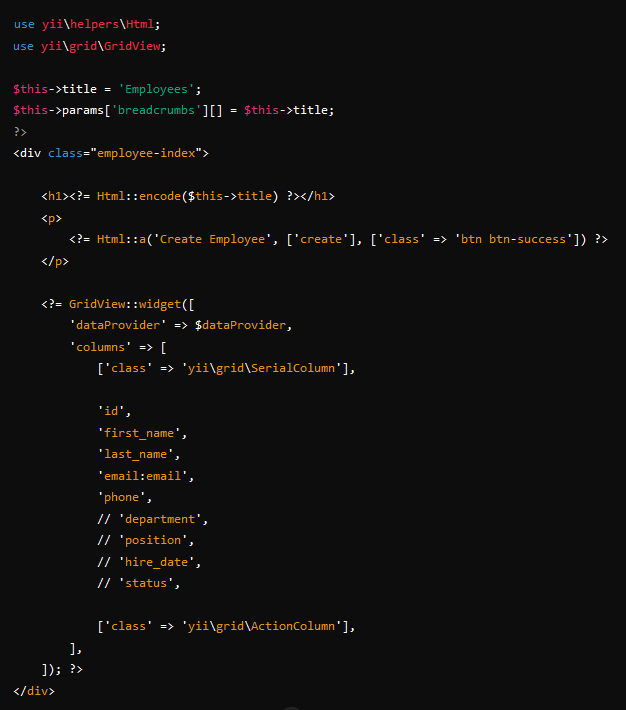 use yii\helpers\Html;
use yii\grid\GridView;
$this->title = 'Employees';
$this->params['breadcrumbs'][] = $this->title;
?>
<div class="employee-index">
<h1><?= Html::encode($this->title) ?></h1>
<p>
<?= Html::a('Create Employee', ['create'], ['class' => 'btn btn-success']) ?>
</p>
<?= GridView::widget([
'dataProvider' => $dataProvider,
'columns' => [
['class' => 'yii\grid\SerialColumn'],
'id',
'first_name',
'last_name',
'email:email',
'phone',
// 'department',
// 'position',
// 'hire_date',
// 'status',
['class' => 'yii\grid\ActionColumn'],
],
]); ?>
</div>